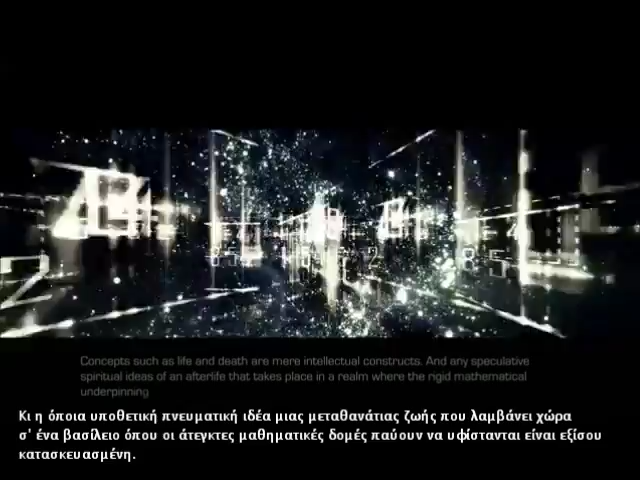 Concepts such as life and death are mere intellectual constructs. And any speculative
spiritual ideas of an afterlife that takes place in a realm where the rigid mathematical
underpinning
Κι η όποια υποθετική πνευματική ιδέα μιας μεταθανάτιας ζωής που λαμβάνει χώρα
σ' ένα βασίλειο όπου οι άτεγκτες μαθηματικές δομές παύουν να υφίστανται είναι εξίσου
κατασκευασμένη.